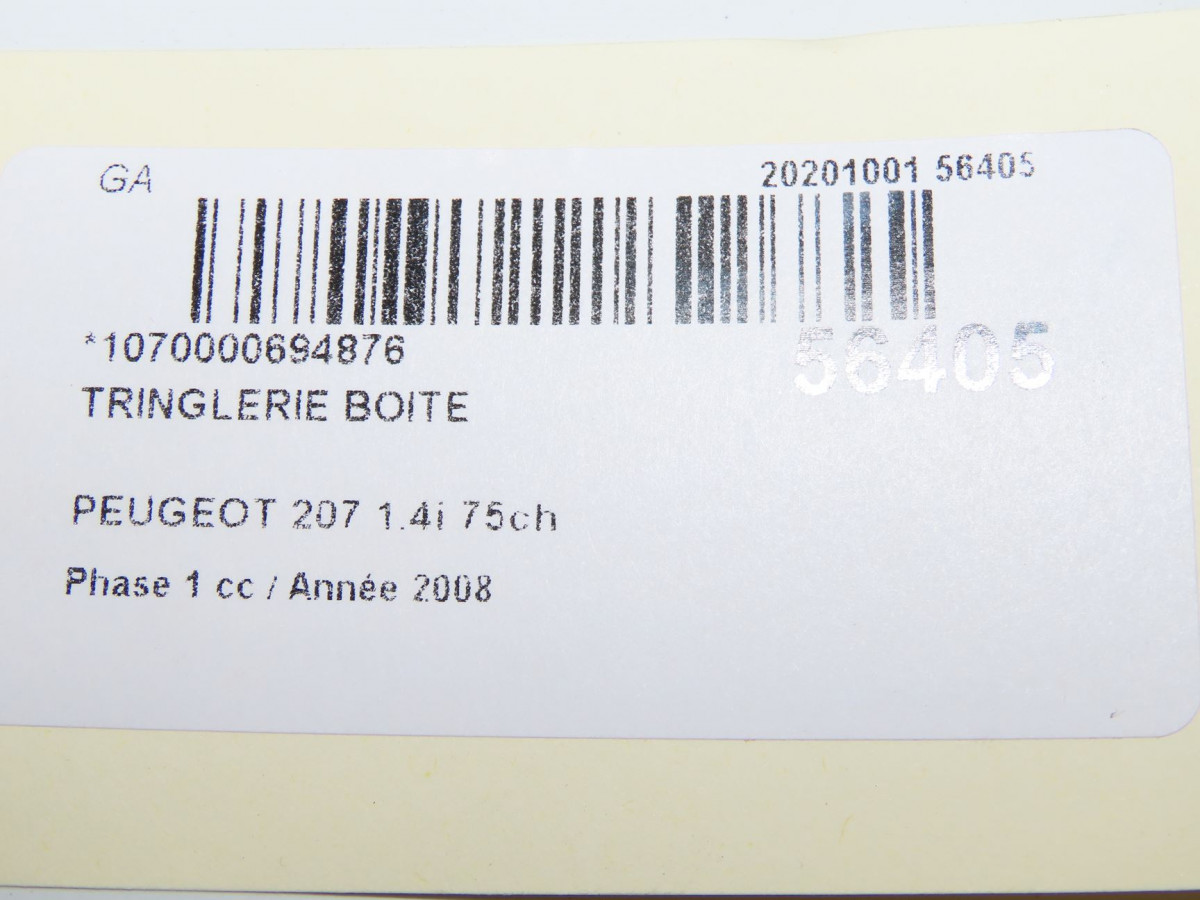 GA
20201001 56405
*1070000694876
56405
TRINGLERIE BOITE
PEUGEOT 207 1.4i 75ch
Phase 1 cc / Année 2008